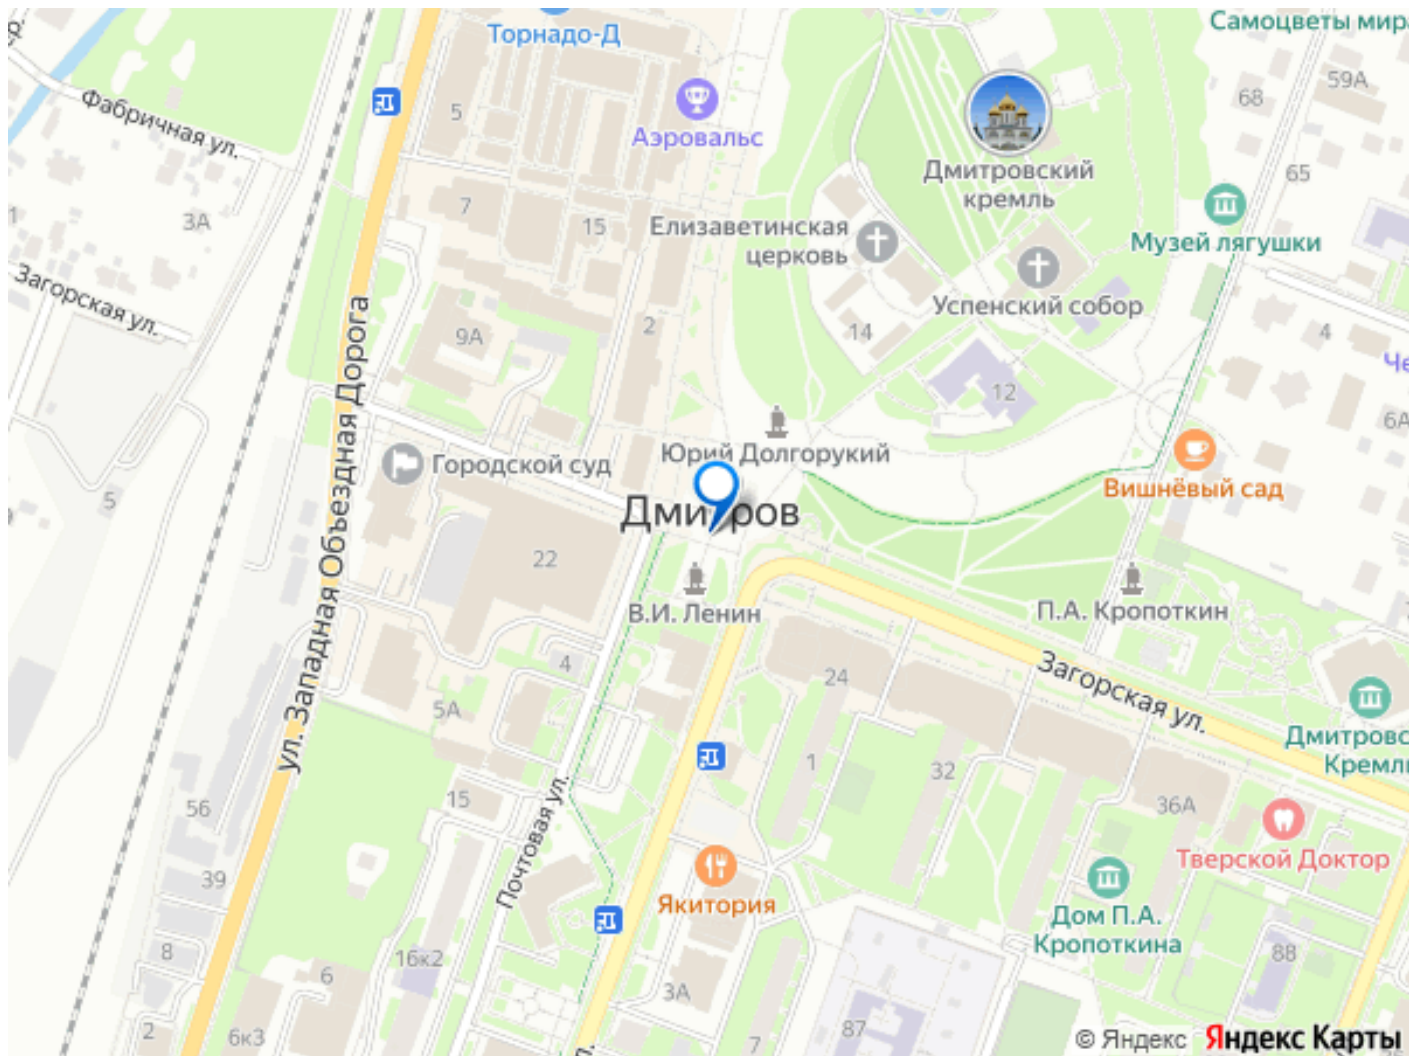 Самоцветы мира
Торнадо-Д
59А
68
Фабричная ул.
5
Аэровальс
Дмитровский
кремль
65
3А
7
15
Елизаветинская
церковь
Музей лягушки
Загорская ул.
Успенский собор
9А
2
14
4
12
6А
Юрий Долгорукий
Городской суд
Вишнёвый сад
5
Дмитров
22
ул. Западная Объездная Дорога
В.И. Ленин
П.А. Кропоткин
4
24
Загорская ул.
5А
1
32
56
15
Почтовая ул.
36А
Тверской Доктор
39
Якитория
Дом П.А.
Кропоткина
8
16к2
6
88
3А
2
6к3
7
87
© Яндекс Яндекс Карты